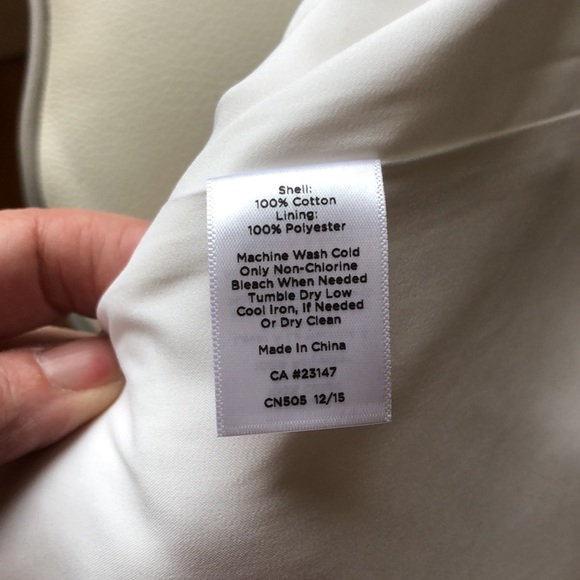 Shell:
100% Cotton
Lining:
100% Polyester
Machine Wash Cold
Only Non-Chlorine
Bleach When Needed
Tumble Dry Low
Cool Iron, If Needed
Or Dry Clean
Made In China
CA #23147
CN505 12/15